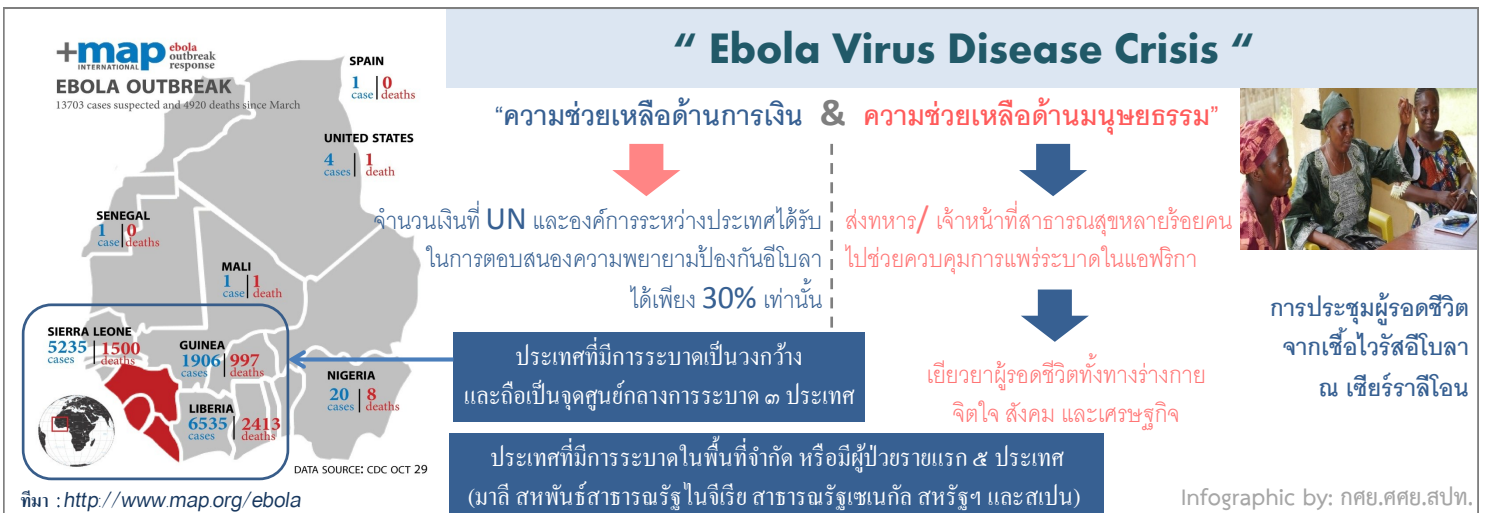 +map INTERNATIONAL ebola outbreak response
EBOLA OUTBREAK
13703 cases suspected and 4920 deaths since March
SPAIN
1 case | 0 deaths
UNITED STATES
4 cases | 1 death
SENEGAL
1 case | 0 deaths
MALI
1 case | 1 death
SIERRA LEONE
5235 cases | 1500 deaths
GUINEA
1906 cases | 997 deaths
NIGERIA
20 cases | 8 deaths
LIBERIA
6535 cases | 2413 deaths
DATA SOURCE: CDC OCT 29
ที่มา : http://www.map.org/ebola
“ Ebola Virus Disease Crisis “
“ความช่วยเหลือด้านการเงิน & ความช่วยเหลือด้านมนุษยธรรม”
จำนวนเงินที่ UN และองค์การระหว่างประเทศได้รับ
ในการตอบสนองความพยายามป้องกันอีโบลา
ได้เพียง 30% เท่านั้น
ส่งทหาร/ เจ้าหน้าที่สาธารณสุขหลายร้อยคน
ไปช่วยควบคุมการแพร่ระบาดในแอฟริกา
เยียวยาผู้รอดชีวิตทั้งทางร่างกาย
จิตใจ สังคม และเศรษฐกิจ
ประเทศที่มีการระบาดเป็นวงกว้าง
และถือเป็นจุดศูนย์กลางการระบาด ๓ ประเทศ
ประเทศที่มีการระบาดในพื้นที่จำกัด หรือมีผู้ป่วยรายแรก ๕ ประเทศ
(มาลี สหพันธ์สาธารณรัฐไนจีเรีย สาธารณรัฐเซเนกัล สหรัฐฯ และสเปน)
การประชุมผู้รอดชีวิต
จากเชื้อไวรัสอีโบลา
ณ เซียร์ราลีโอน
Infographic by: กศย.ศศย.สปท.